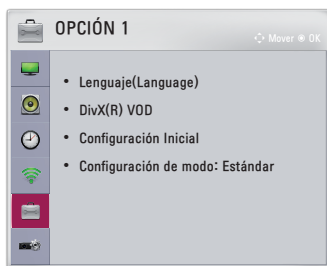 OPCIÓN 1
Mover OK
• Lenguaje(Language)
• DivX(R) VOD
• Configuración Inicial
• Configuración de modo: Estándar